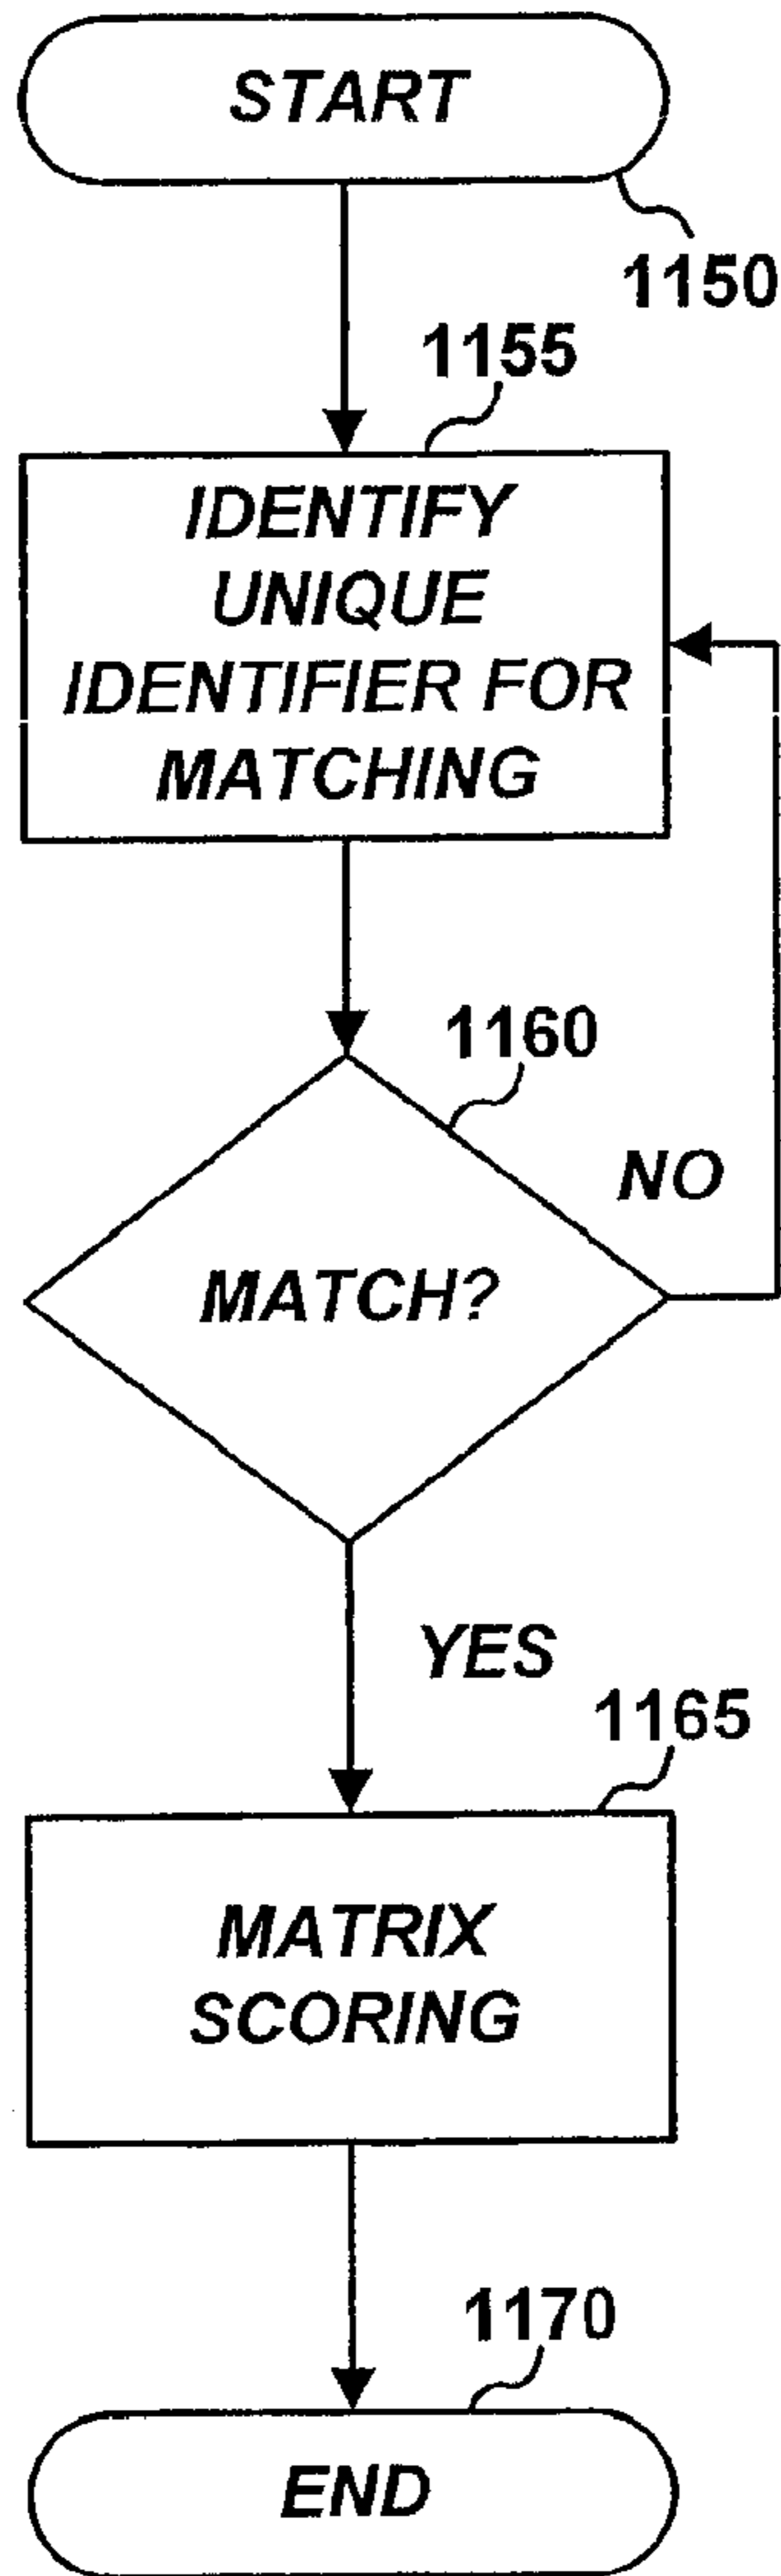 START
1150
1155
IDENTIFY
UNIQUE
IDENTIFIER FOR
MATCHING
1160
NO
MATCH?
YES
1165
MATRIX
SCORING
1170
END